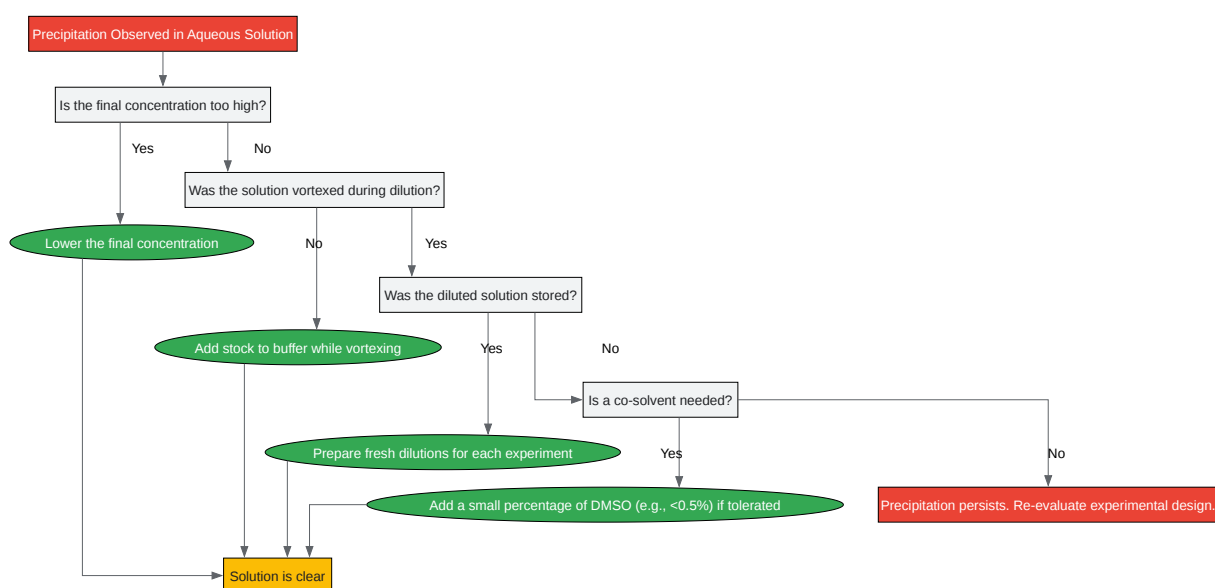 Precipitation Observed in Aqueous Solution
Is the final concentration too high?
Yes
No
Was the solution vortexed during dilution?
Lower the final concentration
No
Yes
Was the diluted solution stored?
Add stock to buffer while vortexing
Yes
No
Is a co-solvent needed?
Prepare fresh dilutions for each experiment
Yes
No
Add a small percentage of DMSO (e.g., <0.5%) if tolerated
Precipitation persists. Re-evaluate experimental design.
Solution is clear